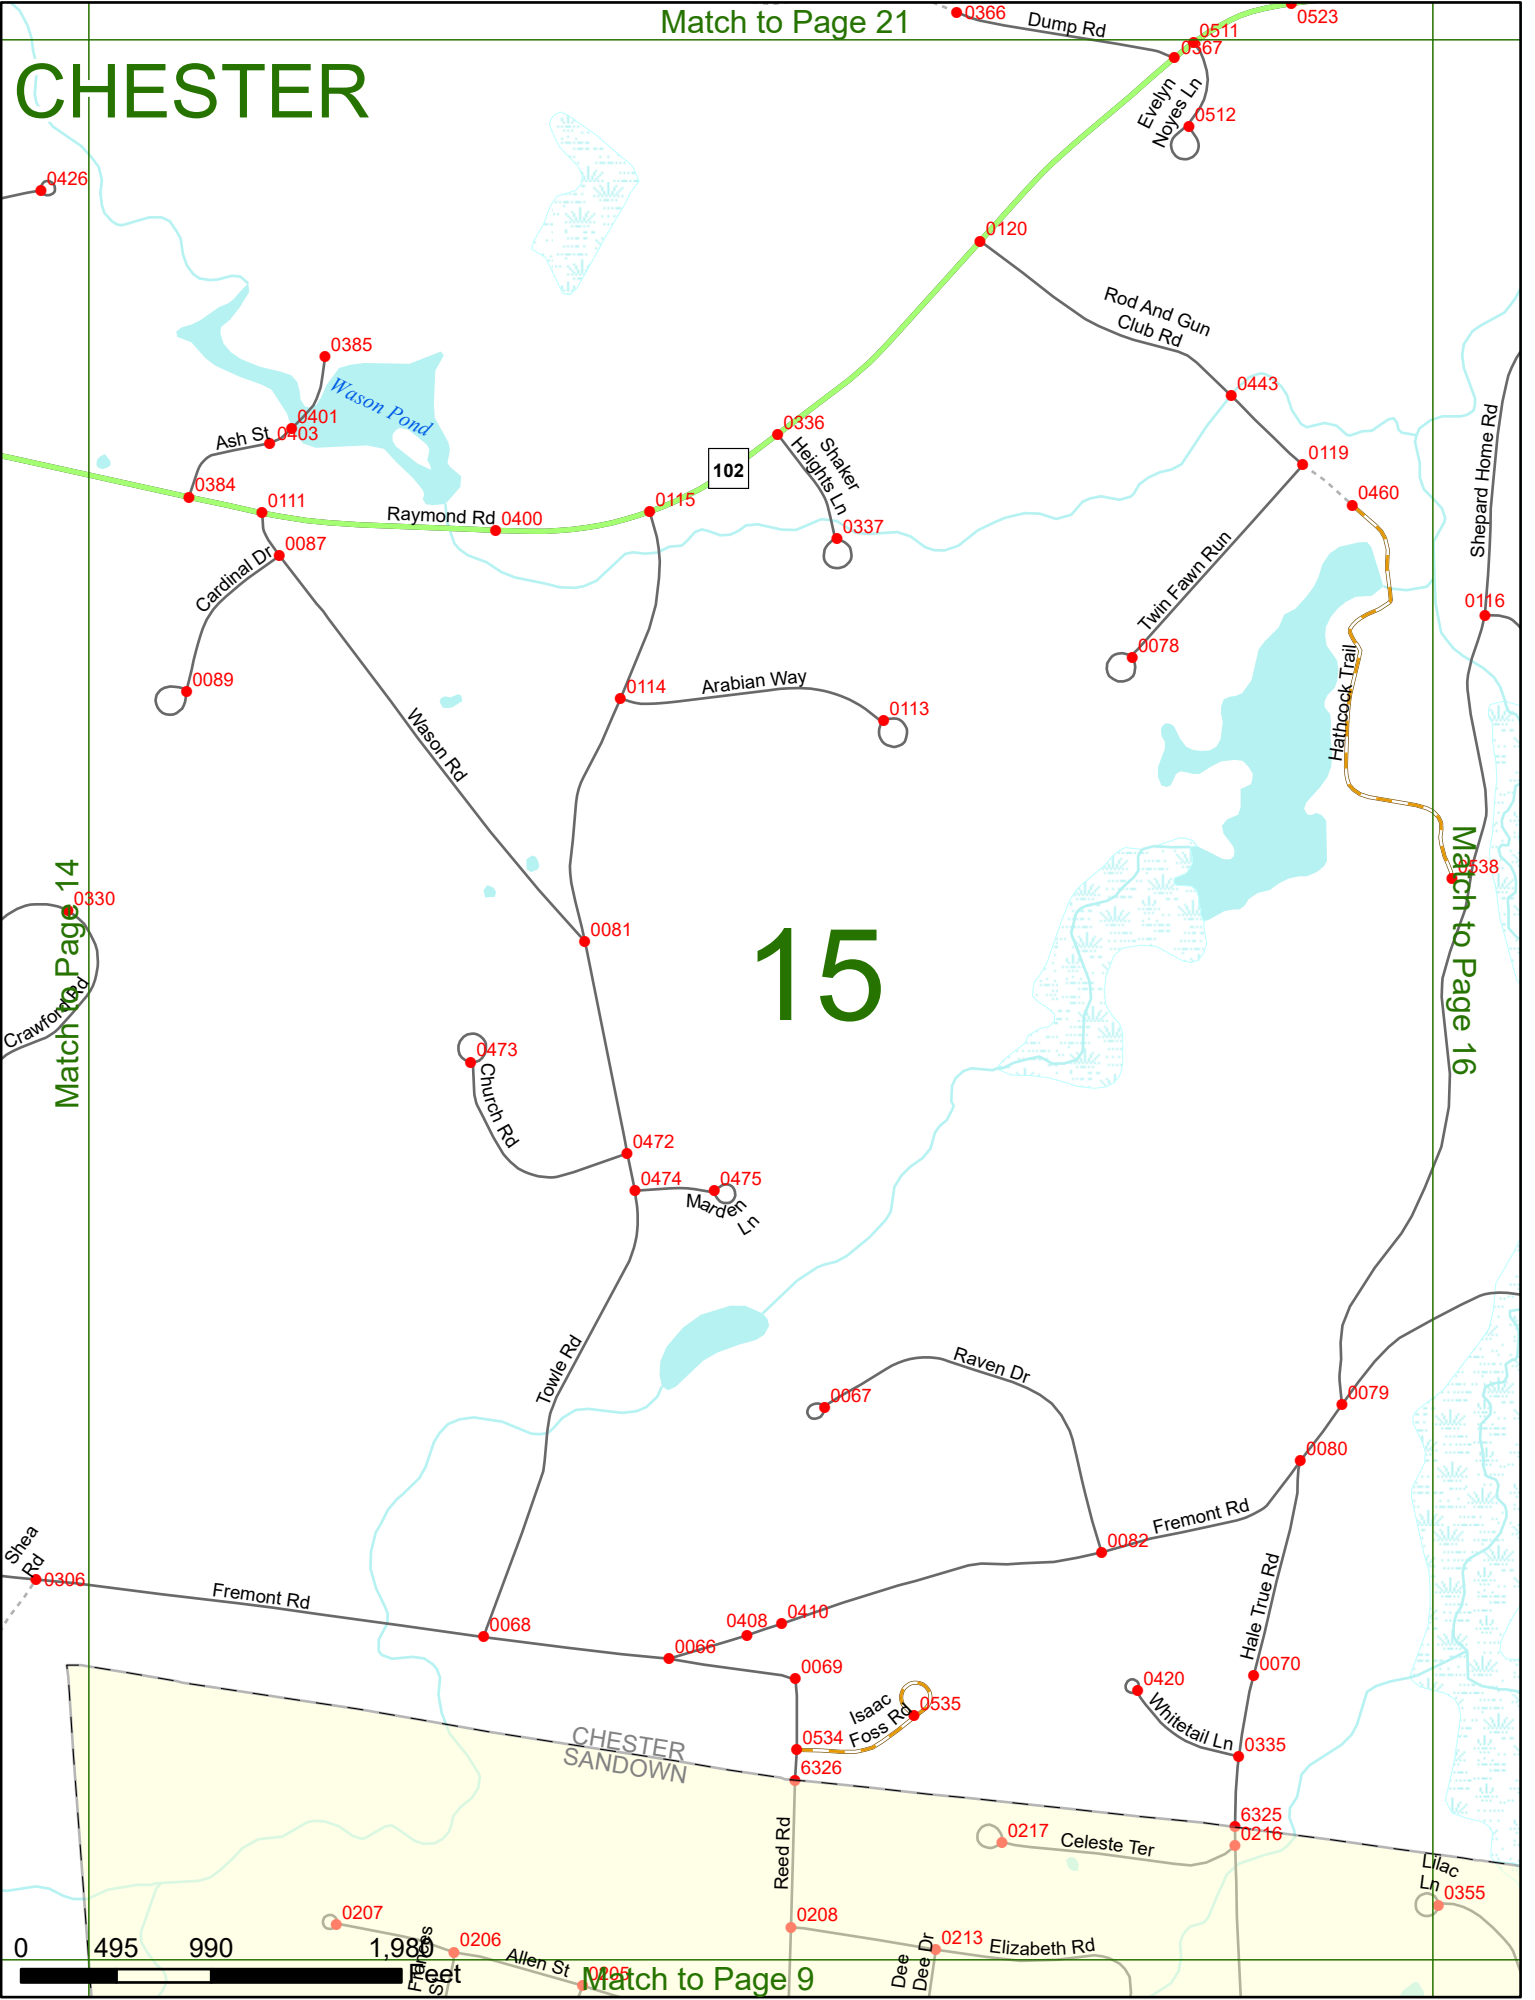 Match to Page 21
CHESTER
0366
Dump Rd
0523
0511
0367
Evelyn
Noyes Ln
0512
0426
0120
Rod And Gun
Club Rd
0385
Wason Pond
0443
0401
Ash St
0403
0336
Shaker
Heights Ln
102
0119
Shepard Home Rd
0384
0111
Raymond Rd
0400
0115
0460
0337
0087
Cardinal Dr
Twin Fawn Run
0116
0078
0089
0114
Arabian Way
0113
Hathcock Trail
Wason Rd
Match to Page 14
0330
Crawford Rd
0081
15
0538
Match to Page 16
0473
Church Rd
0472
0474
0475
Marden
Ln
Towle Rd
0067
Raven Dr
0079
0080
Shea
Rd
0306
Fremont Rd
0068
0082
Fremont Rd
0408
0410
0066
0069
Hale True Rd
0070
0420
Whitetail Ln
0335
Isaac
Foss Rd
0535
0534
CHESTER
SANDOWN
6326
6325
0216
Reed Rd
0217
Celeste Ter
Lilac
Ln
0355
0207
0206
Frances
St
Allen St
0205
0208
0213
Dee
Dee Dr
Elizabeth Rd
0 495 990 1,980
Feet
Match to Page 9